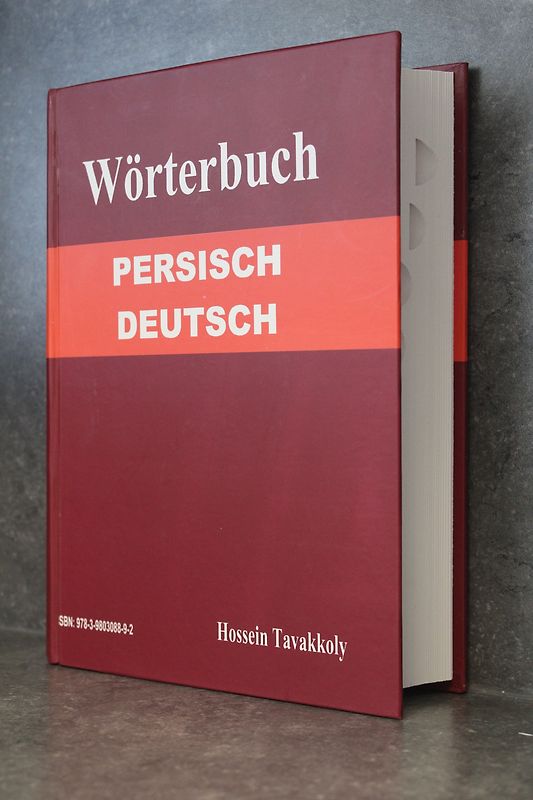 Wörterbuch
PERSISCH
DEUTSCH
SBN: 978-3-9803088-9-2
Hossein Tavakkoly